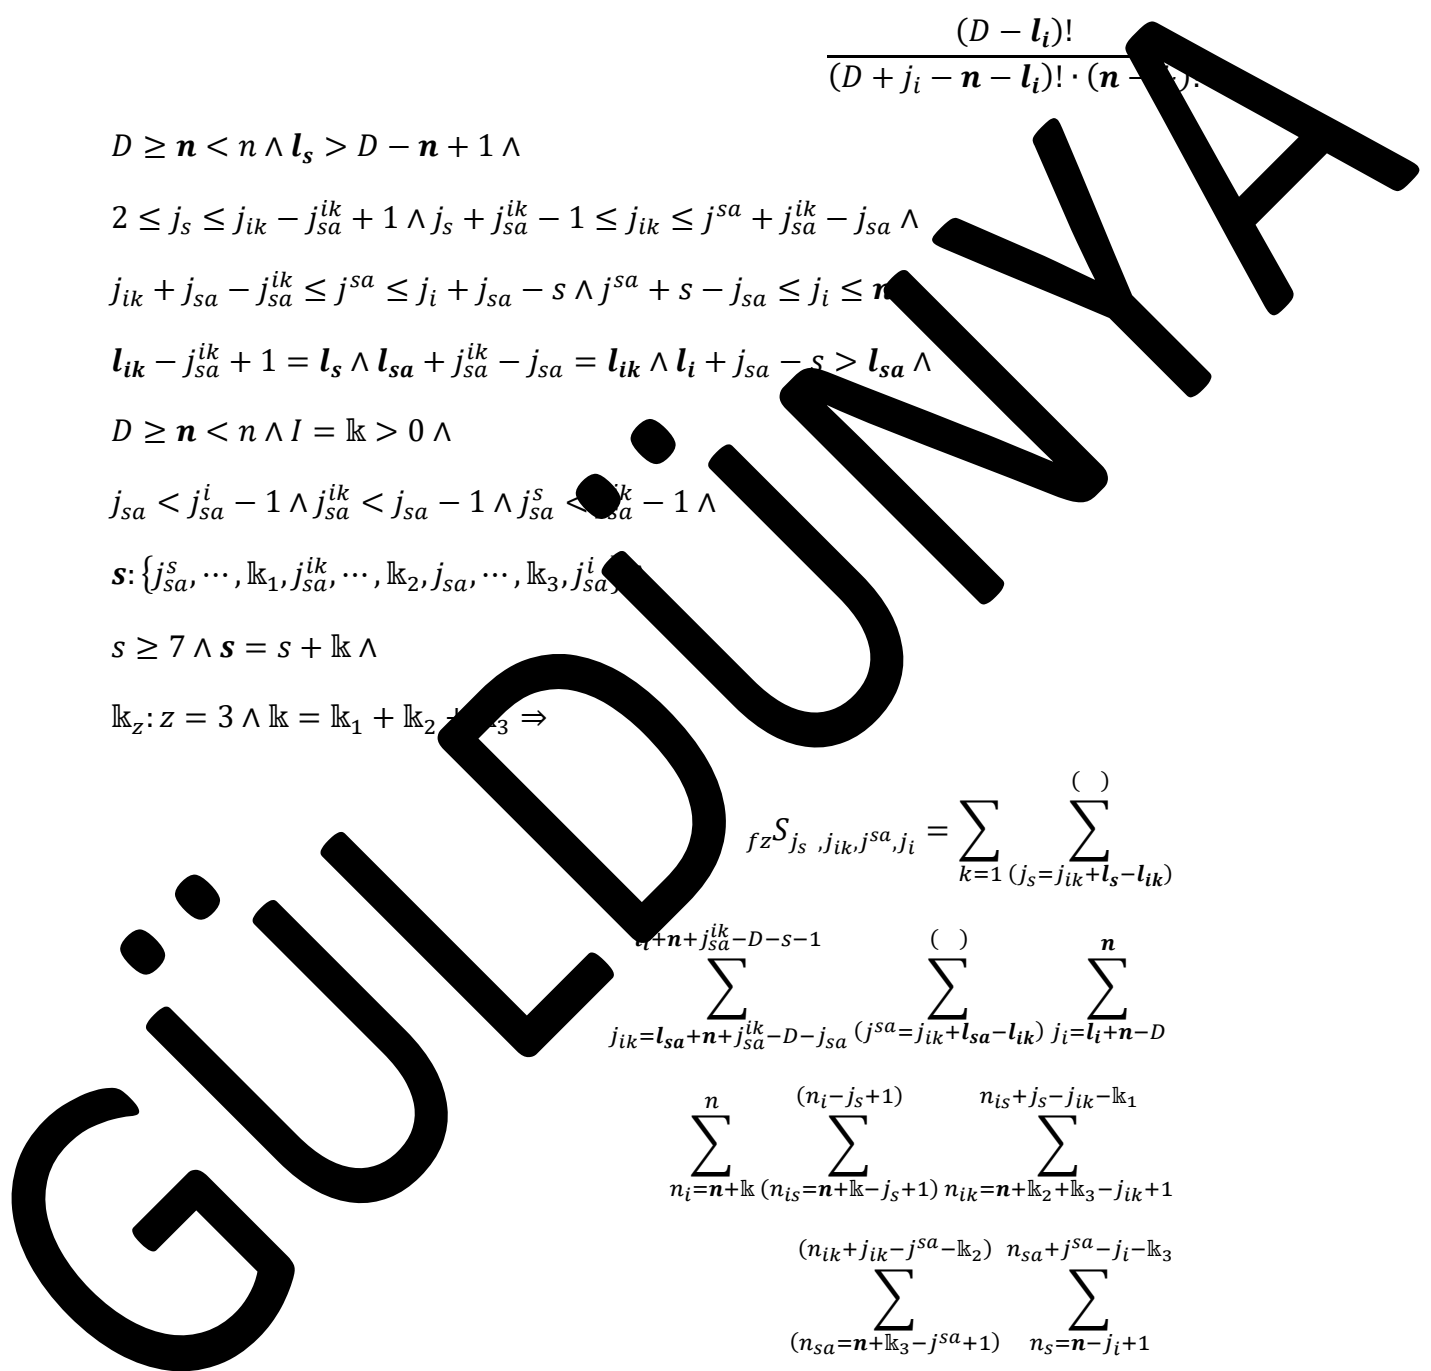 (D − l_i)!
(D + j_i − n − l_i)! · (n − )!
D ≥ n < n ∧ l_s > D − n + 1 ∧
2 ≤ j_s ≤ j_ik − j_sa^ik + 1 ∧ j_s + j_sa^ik − 1 ≤ j_ik ≤ j^sa + j_sa^ik − j_sa ∧
j_ik + j_sa − j_sa^ik ≤ j^sa ≤ j_i + j_sa − s ∧ j^sa + s − j_sa ≤ j_i ≤ n
l_ik − j_sa^ik + 1 = l_s ∧ l_sa + j_sa^ik − j_sa = l_ik ∧ l_i + j_sa − s > l_sa ∧
D ≥ n < n ∧ I = 𝕜 > 0 ∧
j_sa < j_sa^i − 1 ∧ j_sa^ik < j_sa − 1 ∧ j_sa^s < j_sa^ik − 1 ∧
s: {j_sa^s, ⋯ , 𝕜_1, j_sa^ik, ⋯ , 𝕜_2, j_sa, ⋯ , 𝕜_3, j_sa^i
s ≥ 7 ∧ s = s + 𝕜 ∧
𝕜_z: z = 3 ∧ 𝕜 = 𝕜_1 + 𝕜_2 + 𝕜_3 ⇒
( )
fzS_{j_s ,j_ik,j^sa,j_i} = ∑ ∑
k=1 (j_s=j_ik+l_s−l_ik)
l_i+n+j_sa^ik−D−s−1 ( ) n
∑ ∑ ∑
j_ik=l_sa+n+j_sa^ik−D−j_sa (j^sa=j_ik+l_sa−l_ik) j_i=l_i+n−D
n (n_i−j_s+1) n_is+j_s−j_ik−𝕜_1
∑ ∑ ∑
n_i=n+𝕜 (n_is=n+𝕜−j_s+1) n_ik=n+𝕜_2+𝕜_3−j_ik+1
(n_ik+j_ik−j^sa−𝕜_2) n_sa+j^sa−j_i−𝕜_3
∑ ∑
(n_sa=n+𝕜_3−j^sa+1) n_s=n−j_i+1
GÜLDÜNYA